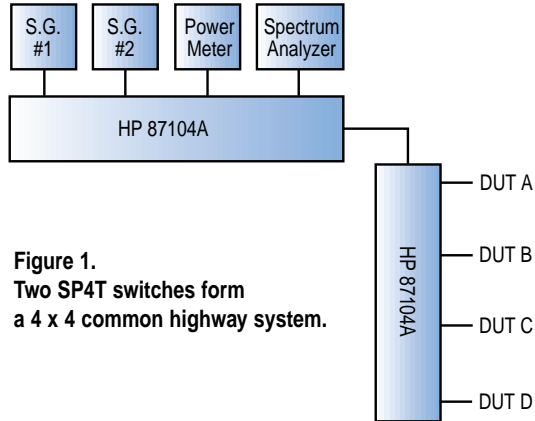 S.G.
#1
S.G.
#2
Power
Meter
Spectrum
Analyzer
HP 87104A
HP 87104A
DUT A
DUT B
DUT C
DUT D
Figure 1.
Two SP4T switches form
a 4 x 4 common highway system.